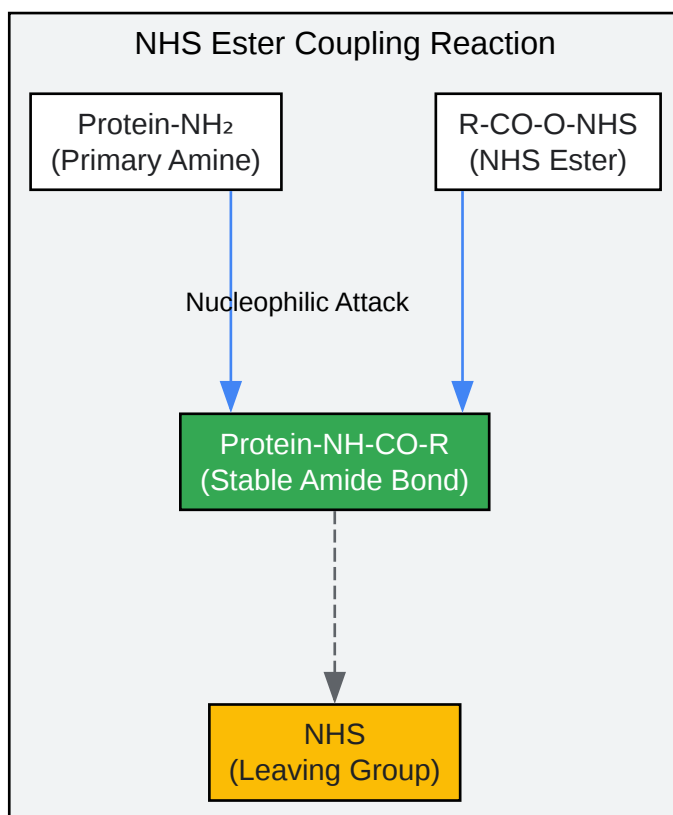 NHS Ester Coupling Reaction
Protein-NH₂
(Primary Amine)
R-CO-O-NHS
(NHS Ester)
Nucleophilic Attack
Protein-NH-CO-R
(Stable Amide Bond)
NHS
(Leaving Group)